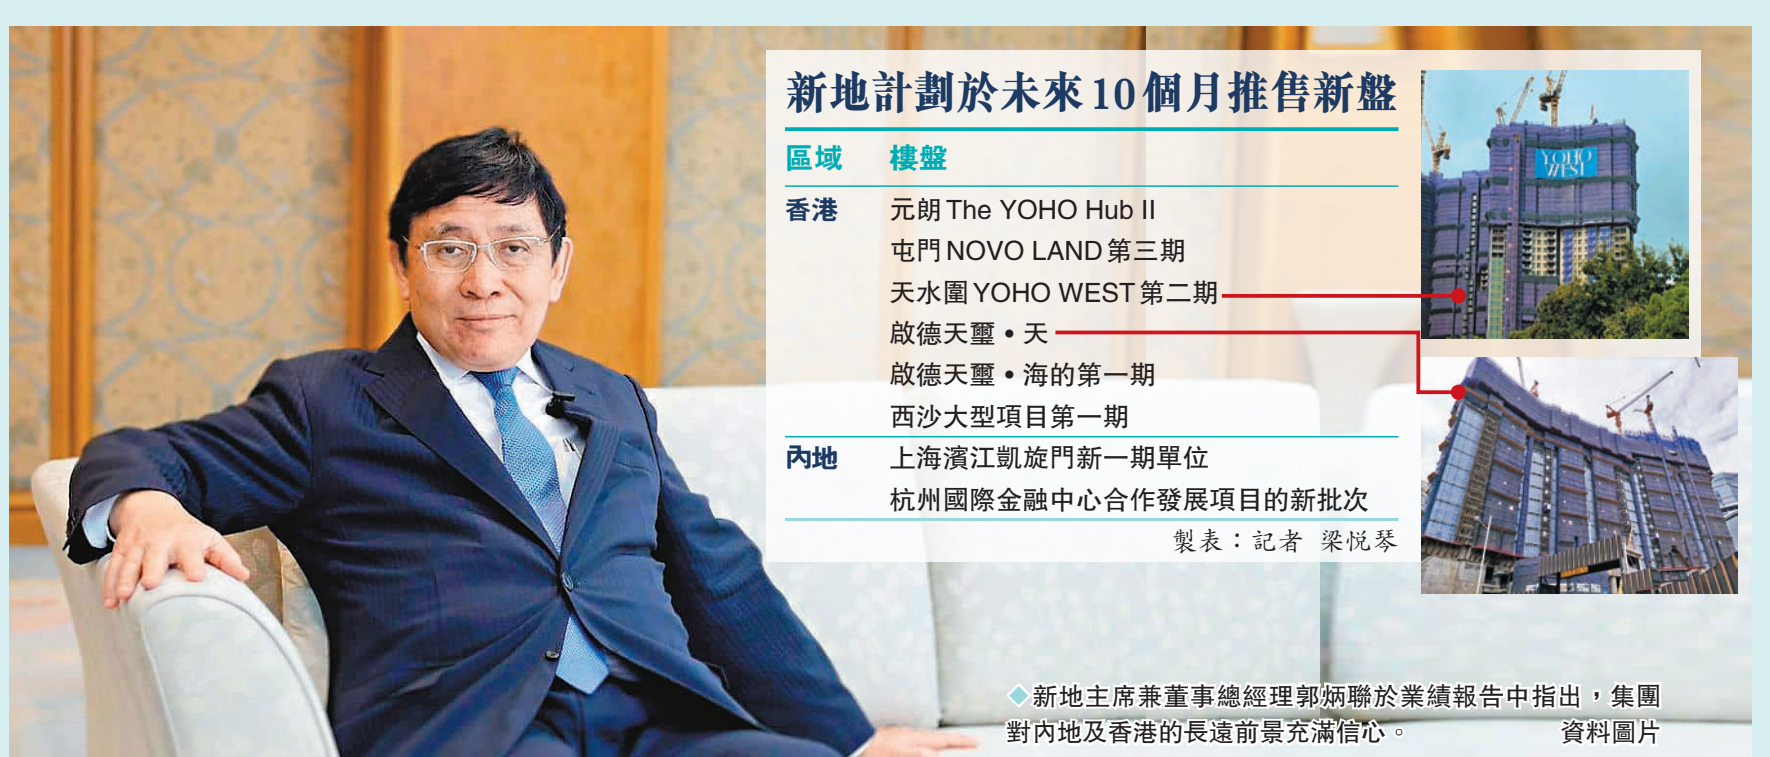 新地計劃於未來10個月推售新盤
區域 樓盤
香港 元朗The YOHO Hub II
屯門NOVO LAND第三期
天水圍YOHO WEST第二期
啟德天璽•天
啟德天璽•海的第一期
西沙大型項目第一期
內地 上海濱江凱旋門新一期單位
杭州國際金融中心合作發展項目的新批次
製表：記者 梁悅琴
YOHO
WEST
◆新地主席兼董事總經理郭炳聯於業績報告中指出，集團
對內地及香港的長遠前景充滿信心。 資料圖片